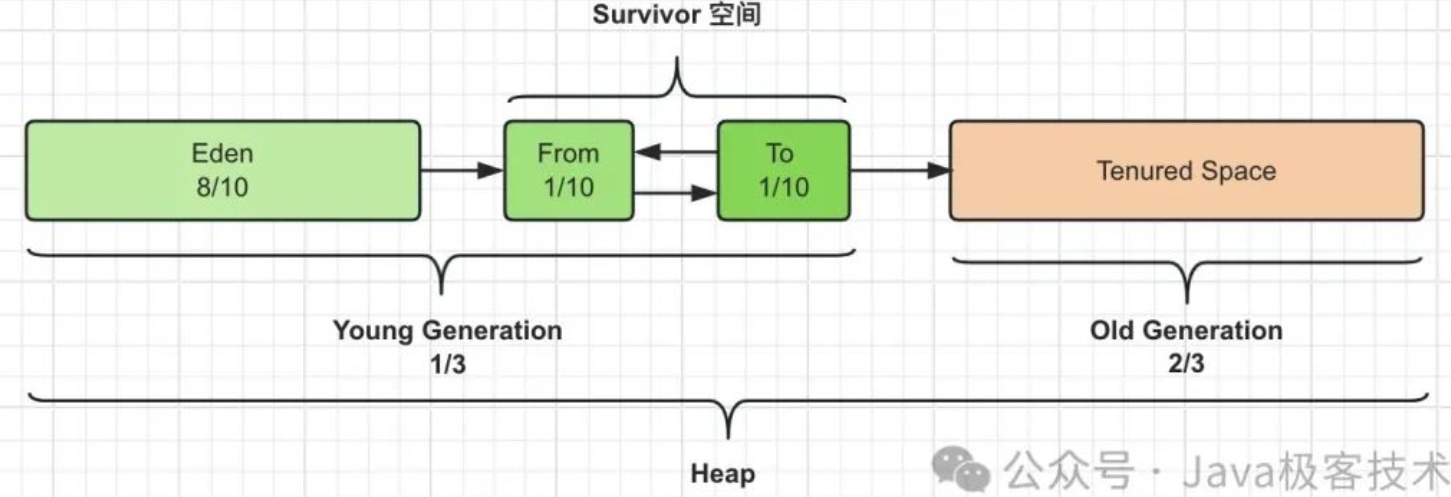 Survivor 空间
Eden
8/10
From
1/10
To
1/10
Tenured Space
Young Generation
1/3
Old Generation
2/3
Heap
公众号 · Java极客技术